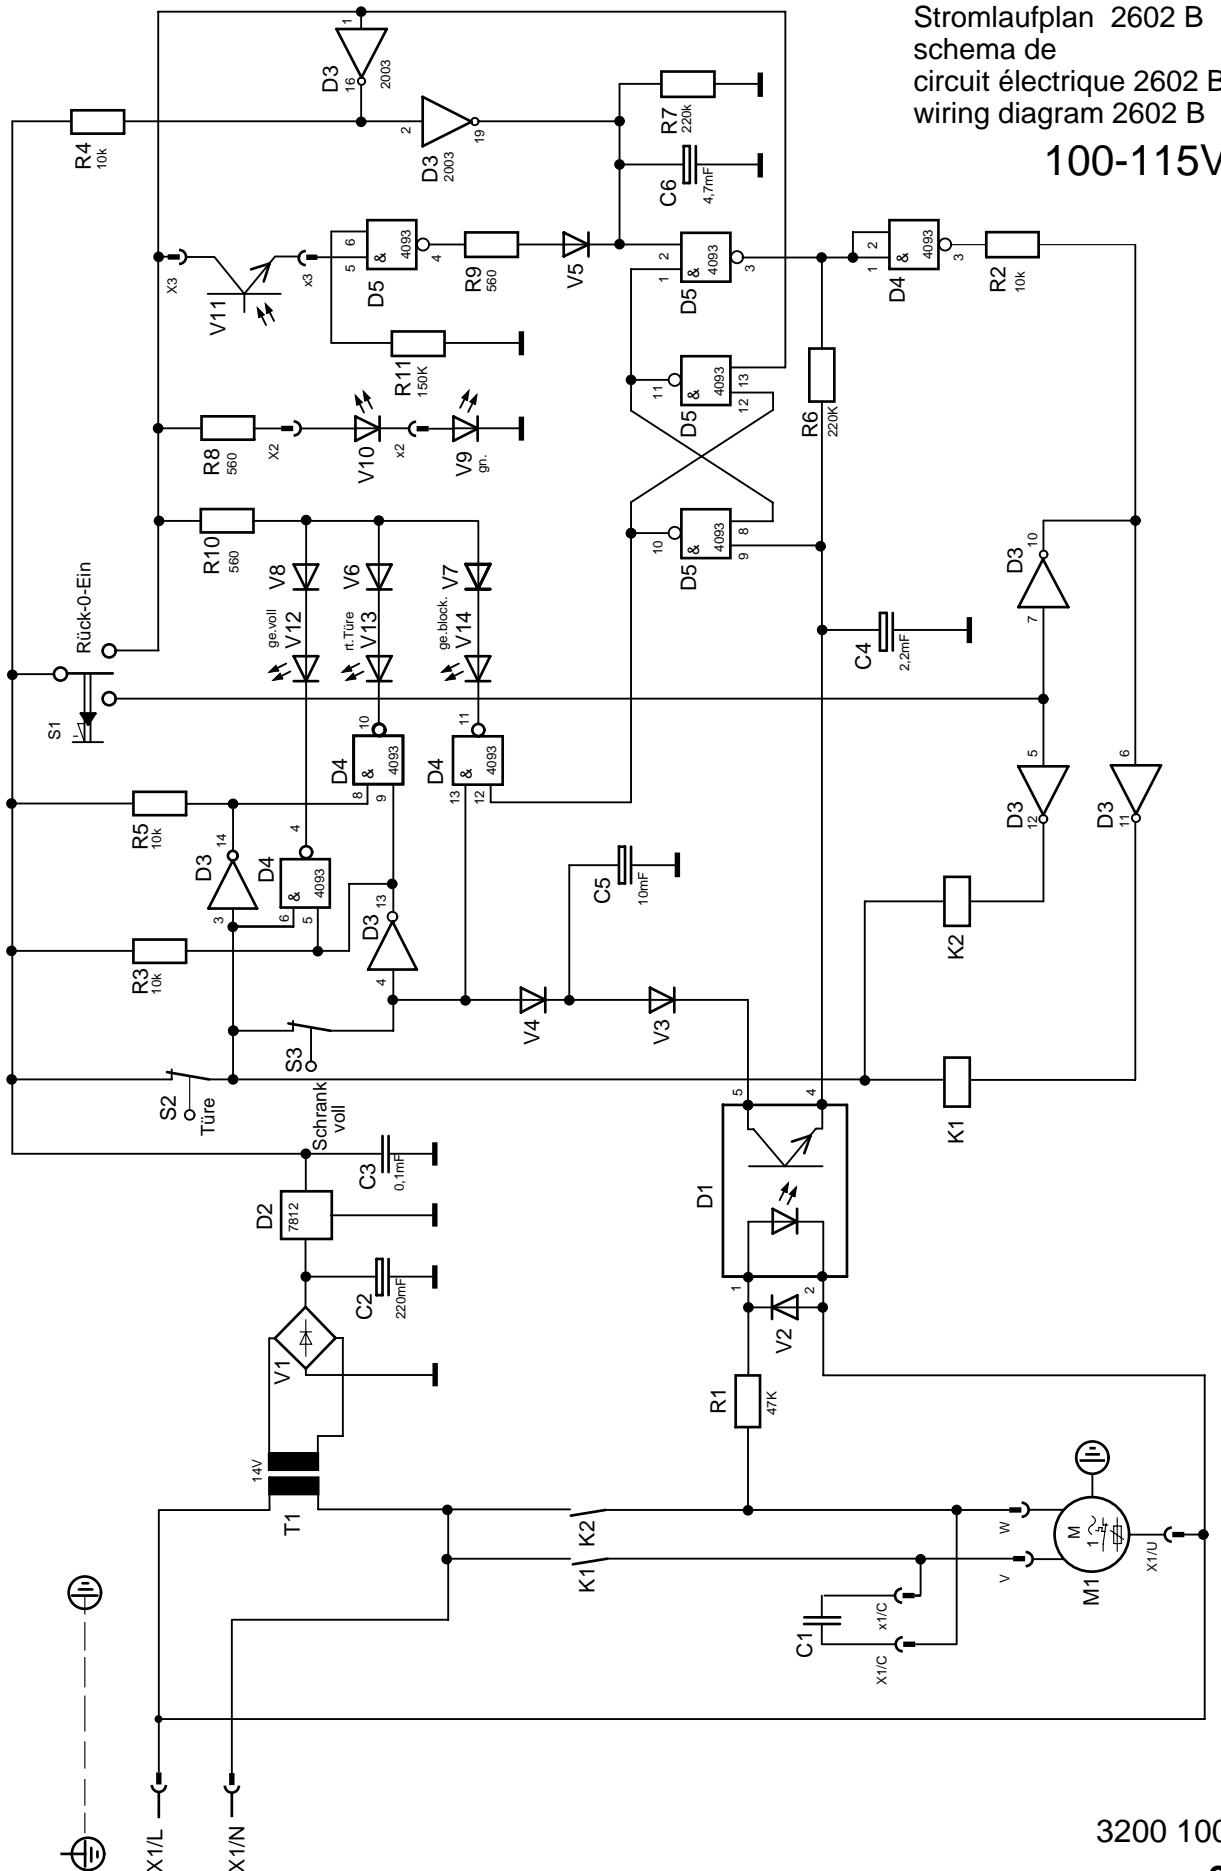 Stromlaufplan 2602 B
schema de
circuit électrique 2602 B
wiring diagram 2602 B
100-115V
R4
10k
1
D3
16
2003
2
D3
2003
19
R7
220k
C6
4,7mF
X3
V11
x3
6
5
&
4093
D5
4
R9
560
V5
2
1
&
4093
D5
3
2
1
&
4093
D4
3
R2
10k
R11
150K
R8
560
X2
V10
x2
V9
gn.
11
&
4093
D5
13
12
R6
220K
10
&
4093
D5
8
9
R10
560
V8
V6
V7
Rück-0-Ein
S1
ge.voll
V12
rt.Türe
V13
ge.block.
V14
10
11
D4
&
4093
8
9
D4
&
4093
13
12
C4
2,2mF
D3
10
7
5
D3
12
6
D3
11
R5
10k
14
D3
3
4
D4
&
4093
6
5
13
D3
4
R3
10k
C5
10mF
K2
V4
V3
S3
Schrank
voll
S2
Türe
K1
5
4
D1
1
2
D2
7812
C3
0,1mF
C2
220mF
V1
V2
R1
47K
14V
T1
K2
K1
W
V
M
1
M1
X1/U
C1
x1/C
X1/C
X1/L
X1/N
3200 100